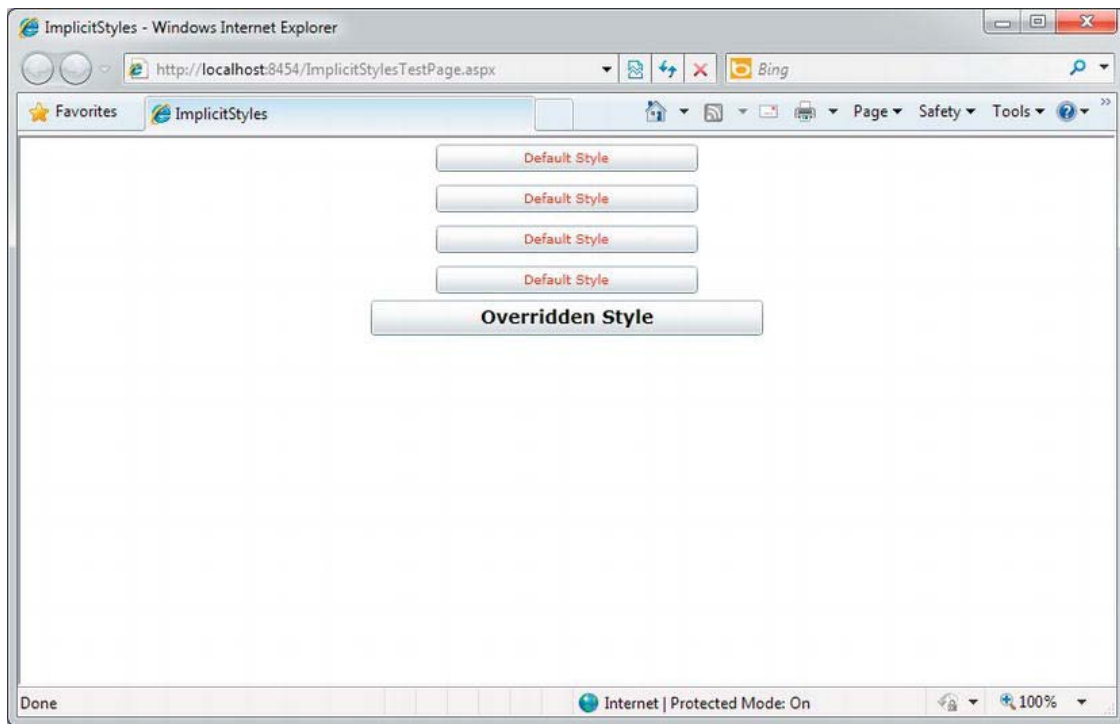 ImplicitStyles - Windows Internet Explorer
http://localhost:8454/ImplicitStylesTestPage.aspx
Bing
Favorites
ImplicitStyles
Page
Safety
Tools
Default Style
Default Style
Default Style
Default Style
Overridden Style
Done
Internet | Protected Mode: On
100%